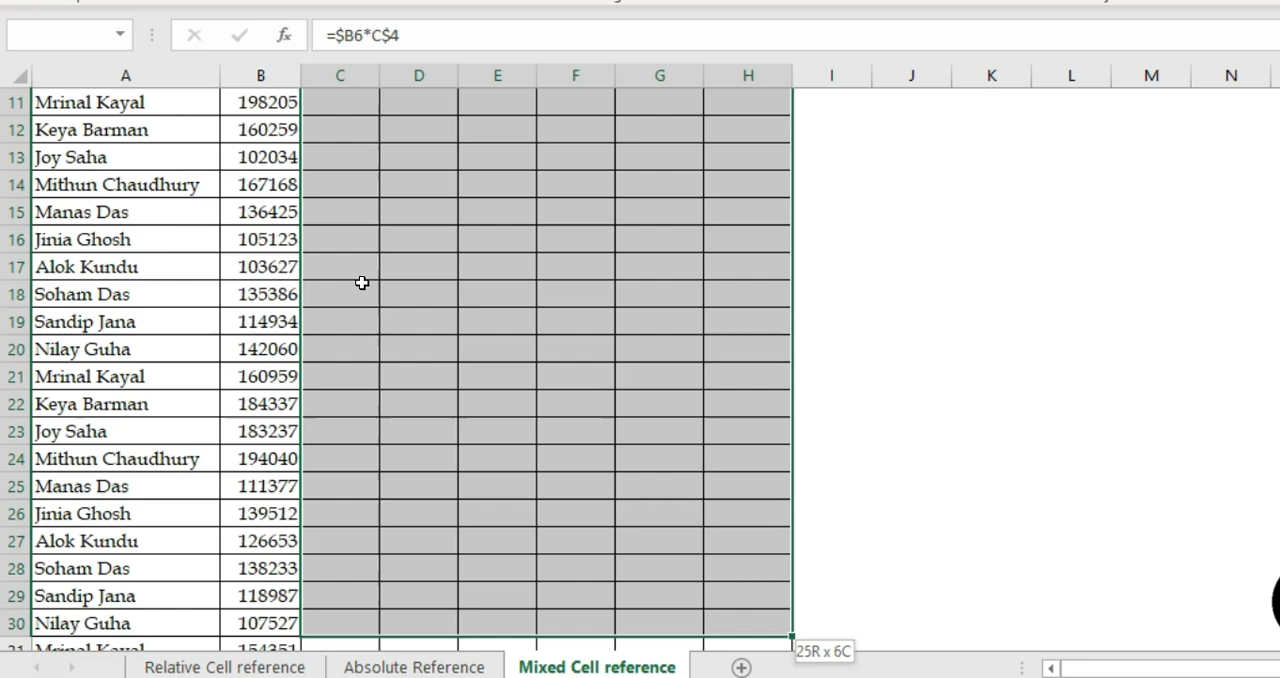 fx =$B6*C$4
A B C D E F G H I J K L M N
11 Mrinal Kayal 198205
12 Keya Barman 160259
13 Joy Saha 102034
14 Mithun Chaudhury 167168
15 Manas Das 136425
16 Jinia Ghosh 105123
17 Alok Kundu 103627
18 Soham Das 135386
19 Sandip Jana 114934
20 Nilay Guha 142060
21 Mrinal Kayal 160959
22 Keya Barman 184337
23 Joy Saha 183237
24 Mithun Chaudhury 194040
25 Manas Das 111377
26 Jinia Ghosh 139512
27 Alok Kundu 126653
28 Soham Das 138233
29 Sandip Jana 118987
30 Nilay Guha 107527
31 Mrinal Kayal 154351
25R x 6C
Relative Cell reference Absolute Reference Mixed Cell reference